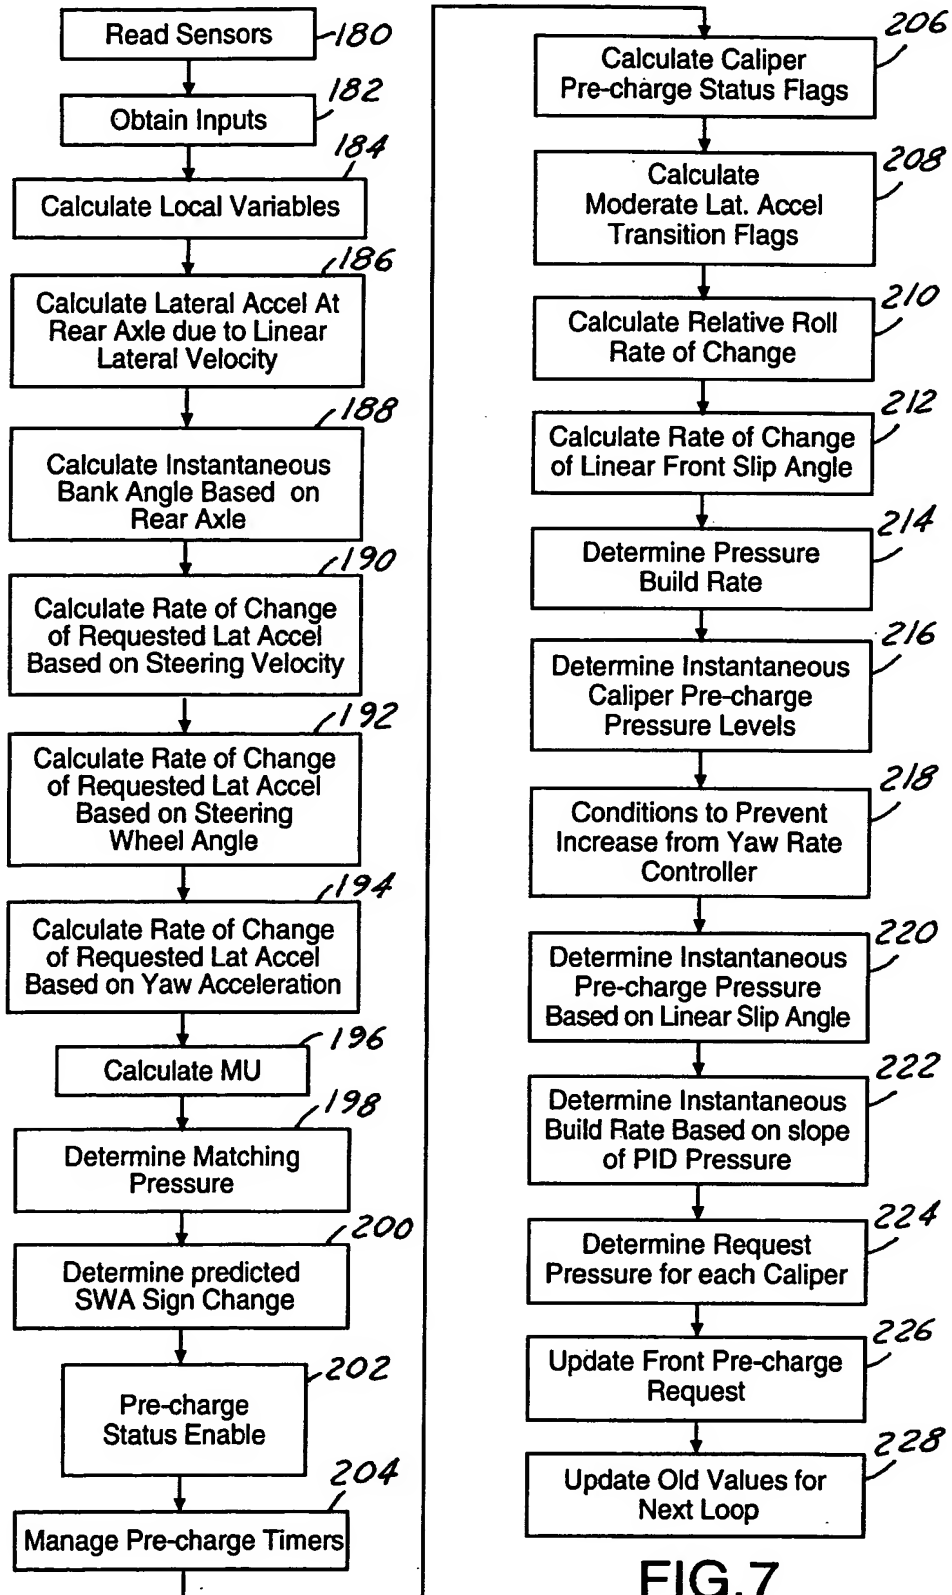 Read Sensors
180
Obtain Inputs
182
184
Calculate Local Variables
186
Calculate Lateral Accel At
Rear Axle due to Linear
Lateral Velocity
188
Calculate Instantaneous
Bank Angle Based on
Rear Axle
190
Calculate Rate of Change
of Requested Lat Accel
Based on Steering Velocity
192
Calculate Rate of Change
of Requested Lat Accel
Based on Steering
Wheel Angle
194
Calculate Rate of Change
of Requested Lat Accel
Based on Yaw Acceleration
196
Calculate MU
198
Determine Matching
Pressure
200
Determine predicted
SWA Sign Change
202
Pre-charge
Status Enable
204
Manage Pre-charge Timers
206
Calculate Caliper
Pre-charge Status Flags
208
Calculate
Moderate Lat. Accel
Transition Flags
210
Calculate Relative Roll
Rate of Change
212
Calculate Rate of Change
of Linear Front Slip Angle
214
Determine Pressure
Build Rate
216
Determine Instantaneous
Caliper Pre-charge
Pressure Levels
218
Conditions to Prevent
Increase from Yaw Rate
Controller
220
Determine Instantaneous
Pre-charge Pressure
Based on Linear Slip Angle
222
Determine Instantaneous
Build Rate Based on slope
of PID Pressure
224
Determine Request
Pressure for each Caliper
226
Update Front Pre-charge
Request
228
Update Old Values for
Next Loop
FIG.7